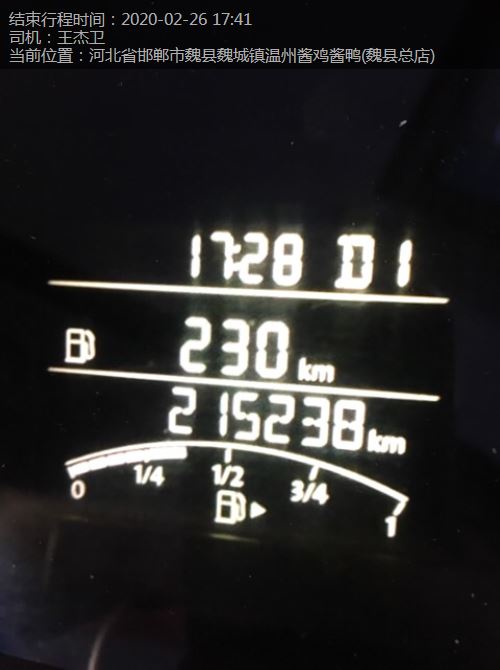 结束行程时间：2020-02-26 17:41
司机：王杰卫
当前位置：河北省邯郸市魏县魏城镇温州酱鸡酱鸭(魏县总店)
17:28 D1
230 km
215238 km
0 1/4 1/2 3/4 1